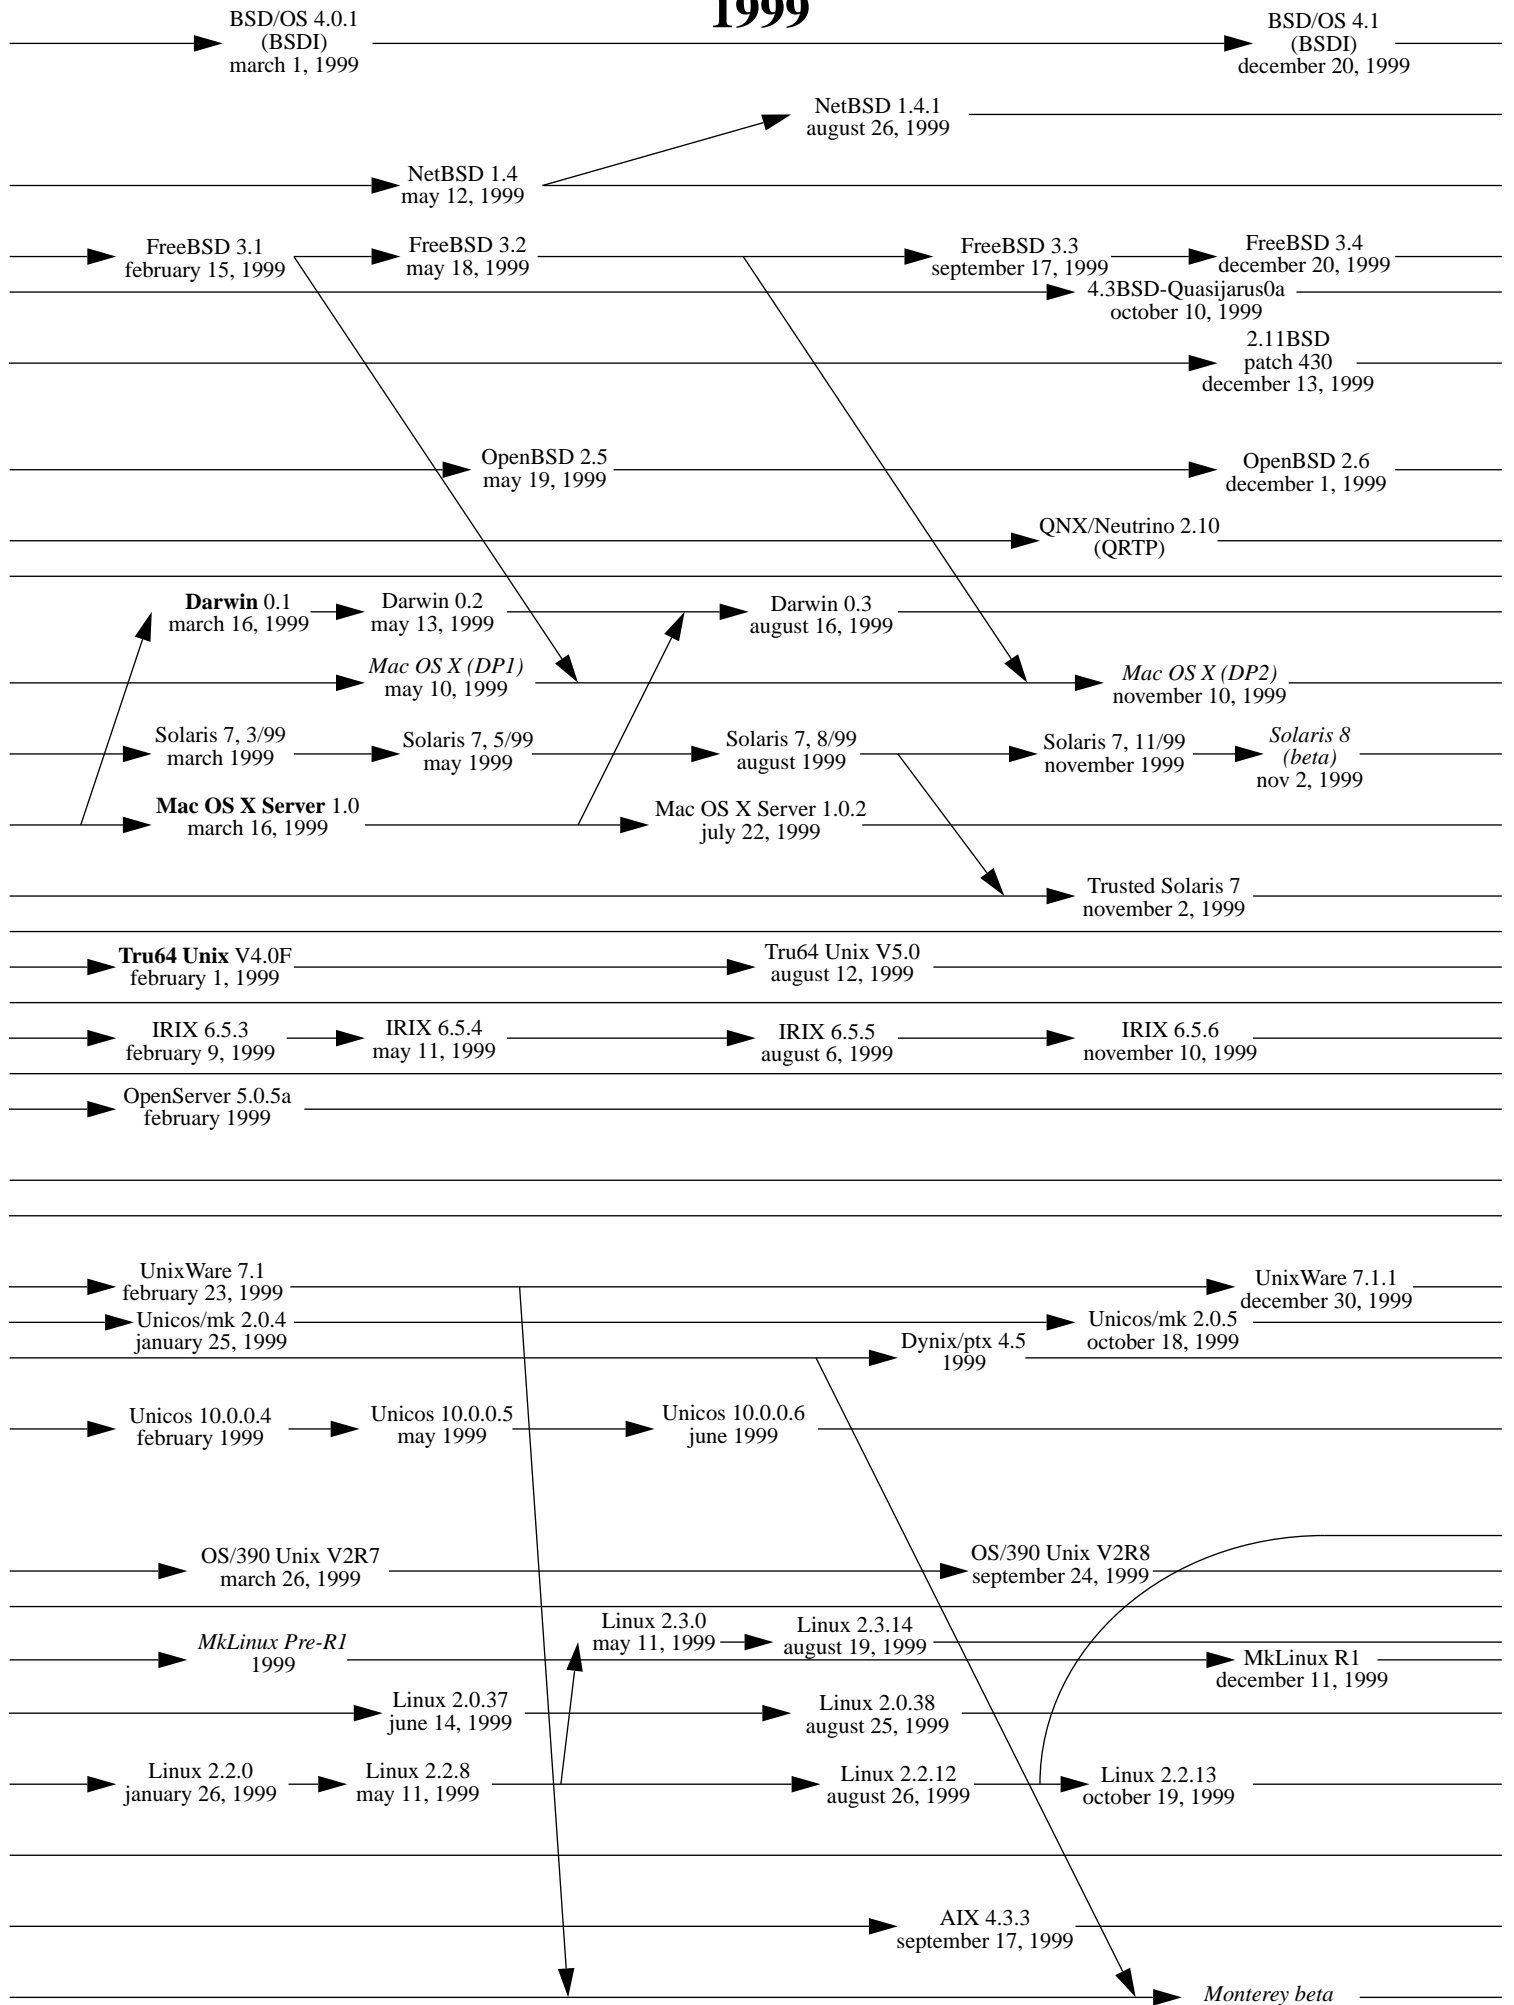 1999
BSD/OS 4.0.1
(BSDI)
march 1, 1999
BSD/OS 4.1
(BSDI)
december 20, 1999
NetBSD 1.4.1
august 26, 1999
NetBSD 1.4
may 12, 1999
FreeBSD 3.1
february 15, 1999
FreeBSD 3.2
may 18, 1999
FreeBSD 3.3
september 17, 1999
FreeBSD 3.4
december 20, 1999
4.3BSD-Quasijarus0a
october 10, 1999
2.11BSD
patch 430
december 13, 1999
OpenBSD 2.5
may 19, 1999
OpenBSD 2.6
december 1, 1999
QNX/Neutrino 2.10
(QRTP)
Darwin 0.1
march 16, 1999
Darwin 0.2
may 13, 1999
Darwin 0.3
august 16, 1999
Mac OS X (DP1)
may 10, 1999
Mac OS X (DP2)
november 10, 1999
Solaris 7, 3/99
march 1999
Solaris 7, 5/99
may 1999
Solaris 7, 8/99
august 1999
Solaris 7, 11/99
november 1999
Solaris 8
(beta)
nov 2, 1999
Mac OS X Server 1.0
march 16, 1999
Mac OS X Server 1.0.2
july 22, 1999
Trusted Solaris 7
november 2, 1999
Tru64 Unix V4.0F
february 1, 1999
Tru64 Unix V5.0
august 12, 1999
IRIX 6.5.3
february 9, 1999
IRIX 6.5.4
may 11, 1999
IRIX 6.5.5
august 6, 1999
IRIX 6.5.6
november 10, 1999
OpenServer 5.0.5a
february 1999
UnixWare 7.1
february 23, 1999
UnixWare 7.1.1
december 30, 1999
Unicos/mk 2.0.4
january 25, 1999
Unicos/mk 2.0.5
october 18, 1999
Dynix/ptx 4.5
1999
Unicos 10.0.0.4
february 1999
Unicos 10.0.0.5
may 1999
Unicos 10.0.0.6
june 1999
OS/390 Unix V2R7
march 26, 1999
OS/390 Unix V2R8
september 24, 1999
Linux 2.3.0
may 11, 1999
Linux 2.3.14
august 19, 1999
MkLinux Pre-R1
1999
MkLinux R1
december 11, 1999
Linux 2.0.37
june 14, 1999
Linux 2.0.38
august 25, 1999
Linux 2.2.0
january 26, 1999
Linux 2.2.8
may 11, 1999
Linux 2.2.12
august 26, 1999
Linux 2.2.13
october 19, 1999
AIX 4.3.3
september 17, 1999
Monterey beta